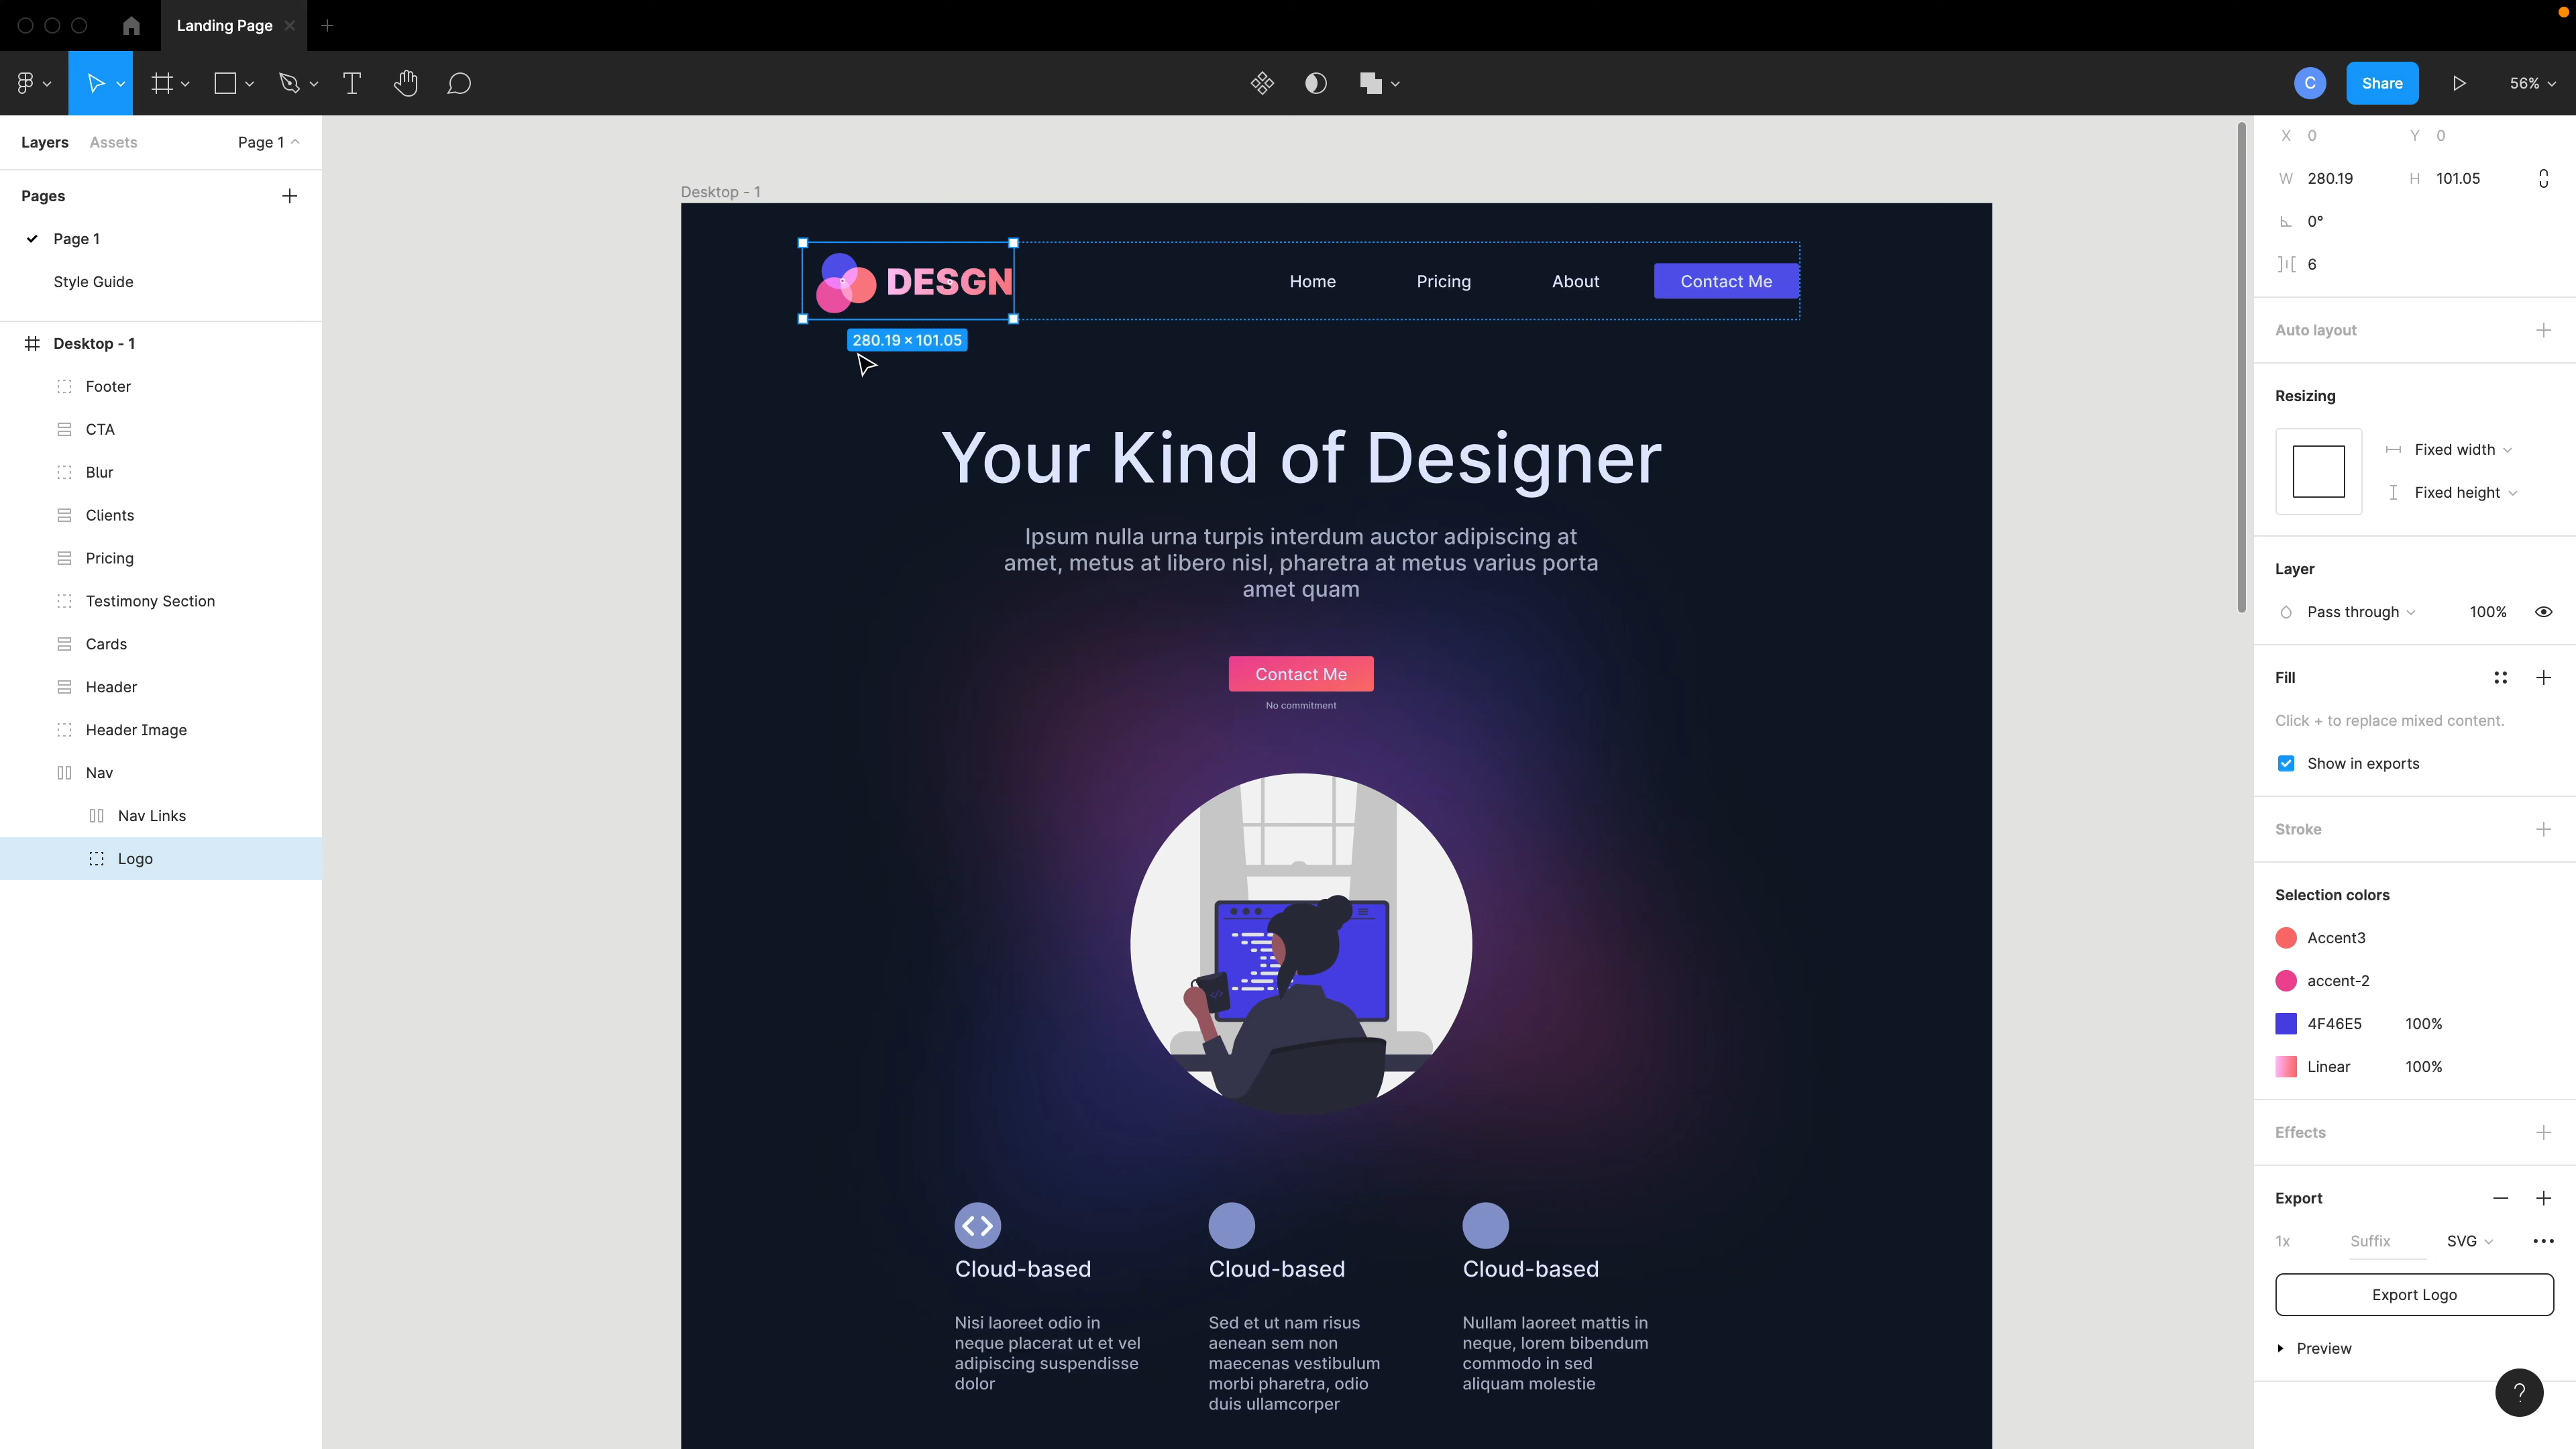 Landing Page
C
Share
56%
Layers
Assets
Page 1
Pages
Page 1
Style Guide
Desktop - 1
Footer
CTA
Blur
Clients
Pricing
Testimony Section
Cards
Header
Header Image
Nav
Nav Links
Logo
Desktop - 1
DESGN
Home
Pricing
About
Contact Me
280.19 × 101.05
Your Kind of Designer
Ipsum nulla urna turpis interdum auctor adipiscing at
amet, metus at libero nisl, pharetra at metus varius porta
amet quam
Contact Me
No commitment
Cloud-based
Nisi laoreet odio in
neque placerat ut et vel
adipiscing suspendisse
dolor
Cloud-based
Sed et ut nam risus
aenean sem non
maecenas vestibulum
morbi pharetra, odio
duis ullamcorper
Cloud-based
Nullam laoreet mattis in
neque, lorem bibendum
commodo in sed
aliquam molestie
X 0
Y 0
W 280.19
H 101.05
0°
6
Auto layout
Resizing
Fixed width
Fixed height
Layer
Pass through
100%
Fill
Click + to replace mixed content.
Show in exports
Stroke
Selection colors
Accent3
accent-2
4F46E5 100%
Linear 100%
Effects
Export
1x
Suffix
SVG
Export Logo
Preview
?